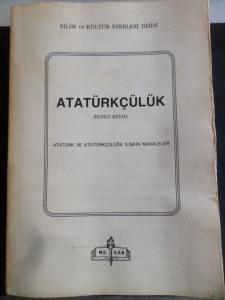 BİLİM ve KÜLTÜR ESERLERİ DİZİSİ
ATATÜRKÇÜLÜK
(İKİNCİ KİTAP)
ATATÜRK VE ATATÜRKÇÜLÜĞE İLİŞKİN MAKALELER